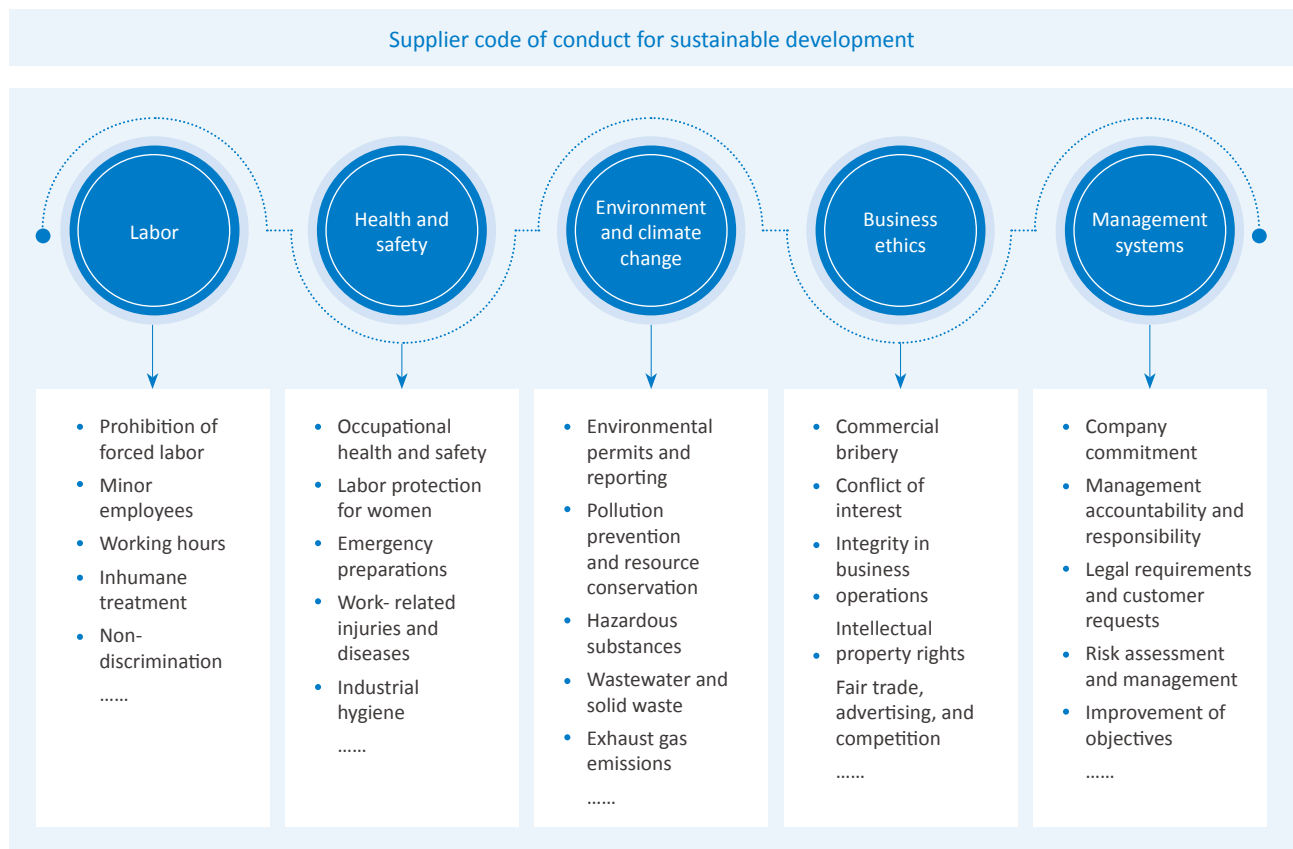 Supplier code of conduct for sustainable development
Labor
Health and
safety
Environment
and climate
change
Business
ethics
Management
systems
• Prohibition of
forced labor
• Minor
employees
• Working hours
• Inhumane
treatment
• Non-
discrimination
......
• Occupational
health and safety
• Labor protection
for women
• Emergency
preparations
• Work- related
injuries and
diseases
• Industrial
hygiene
......
• Environmental
permits and
reporting
• Pollution
prevention
and resource
conservation
• Hazardous
substances
• Wastewater and
solid waste
• Exhaust gas
emissions
......
• Commercial
bribery
• Conflict of
interest
• Integrity in
business
• operations
Intellectual
• property rights
Fair trade,
advertising, and
competition
......
• Company
commitment
• Management
accountability and
responsibility
• Legal requirements
and customer
requests
• Risk assessment
and management
• Improvement of
objectives
......